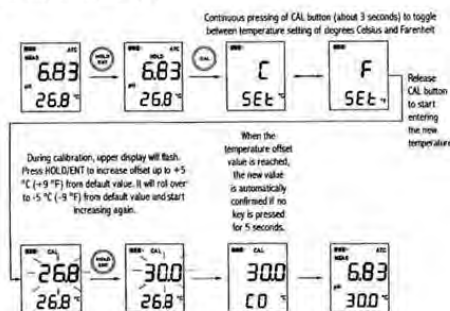 Continuous pressing of CAL button (about 3 seconds) to toggle
between temperature setting of degrees Celsius and Farenheit
ATC
MEAS
6.83
pH
26.8 °C
HOLD
ENT
ATC
HOLD
6.83
pH
26.8 °C
CAL
C
SEt °C
F
SEt °F
Release
CAL button
to start
entering
the new
temperature
During calibration, upper display will flash.
Press HOLD/ENT to increase offset up to +5
°C (+9 °F) from default value. It will roll over
to -5 °C (-9 °F) from default value and start
increasing again.
When the
temperature offset
value is reached,
the new value
is automatically
confirmed if no
key is pressed
for 5 seconds.
CAL
26.8
26.8 °C
HOLD
ENT
CAL
30.0
26.8 °C
CAL
30.0
CO
ATC
MEAS
6.83
pH
30.0 °C